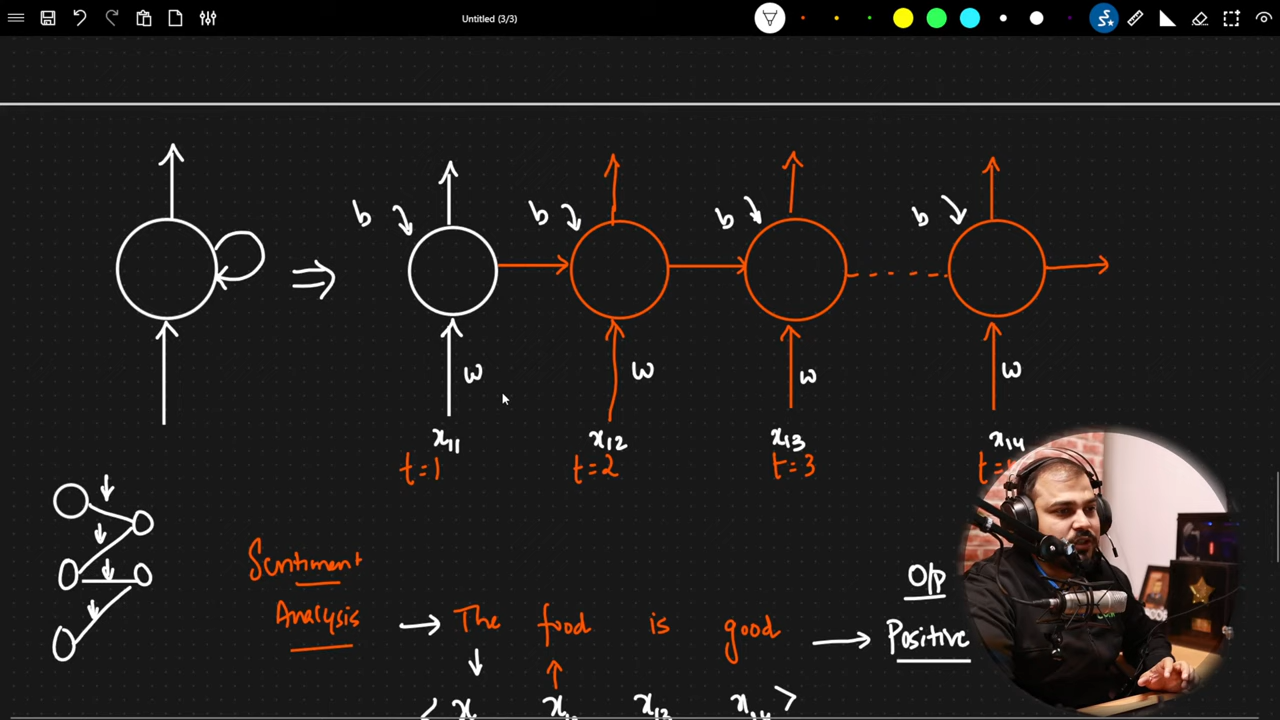 Untitled (3/3)
b b b b
w w w w
x11 x12 x13 x14
t=1 t=2 t=3
Sentiment
Analysis
The food is good
O/p
Positive